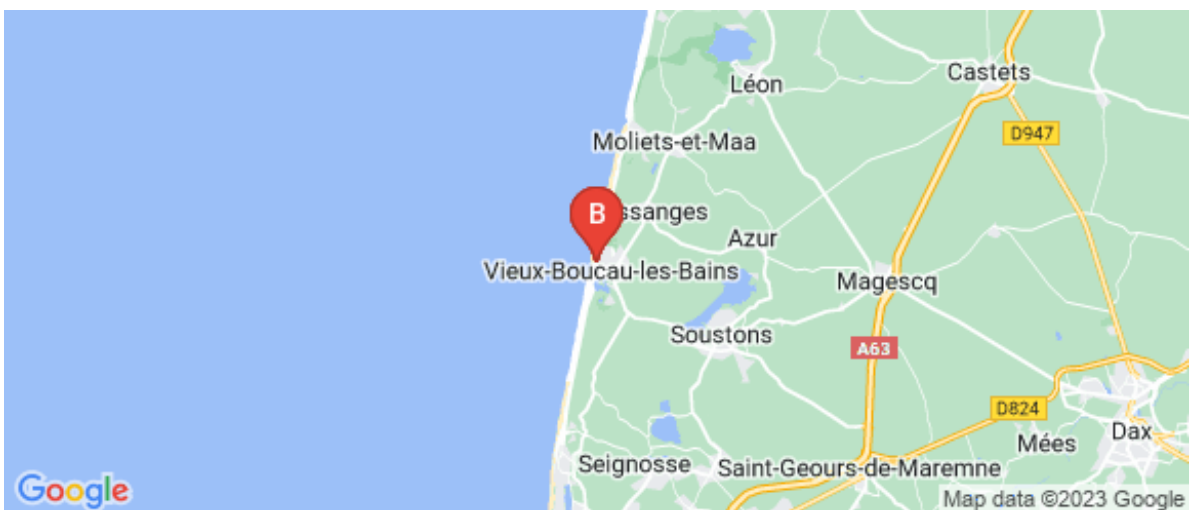 Léon
Castets
D947
Moliets-et-Maa
B
ssanges
Azur
Vieux-Boucau-les-Bains
Magescq
Soustons
A63
D824
Mées
Dax
Seignosse
Saint-Geours-de-Maremne
Google
Map data ©2023 Google